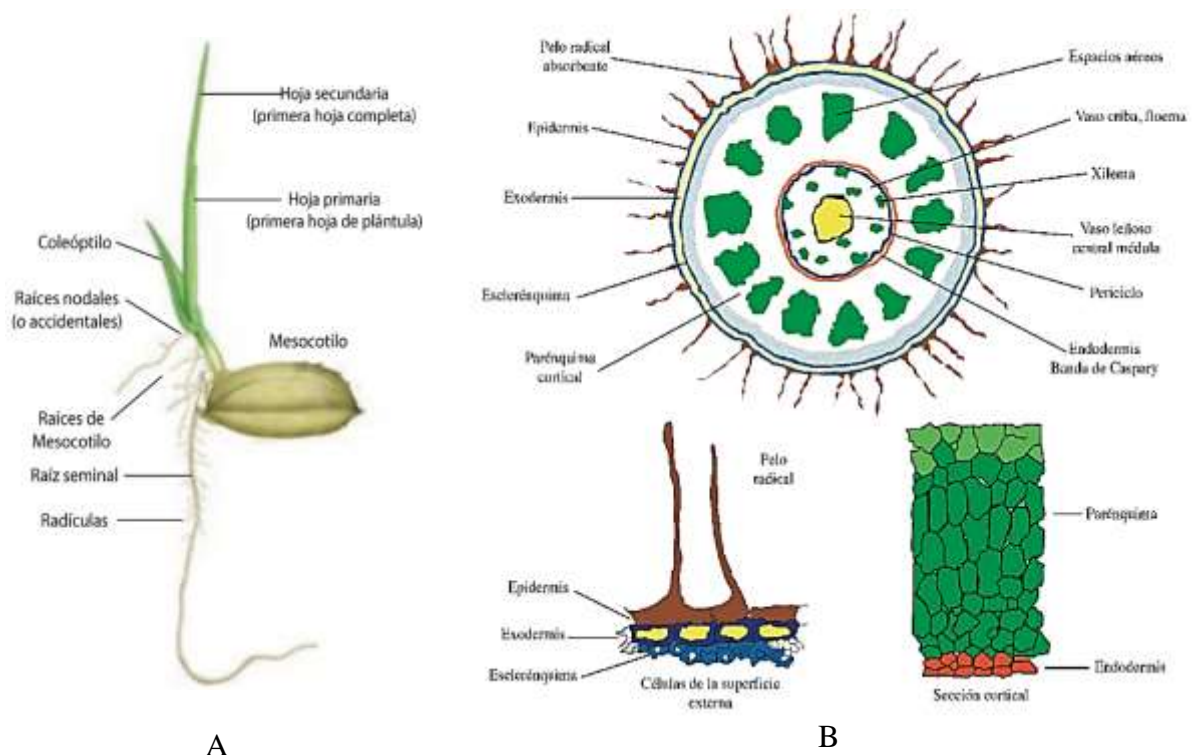 Hoja secundaria
(primera hoja completa)
Hoja primaria
(primera hoja de plántula)
Coleóptilo
Raíces nodales
(o accidentales)
Mesocotilo
Raíces de
Mesocotilo
Raíz seminal
Radículas
A
Pelo radical
absorbente
Epidermis
Exodermis
Esclerénquima
Parénquima
cortical
Espacios aéreos
Vaso criba, floema
Xilema
Vaso leñoso
central médula
Periciclo
Endodermis
Banda de Caspary
Pelo
radical
Epidermis
Exodermis
Esclerénquima
Células de la superficie
externa
Parénquima
Endodermis
Sección cortical
B